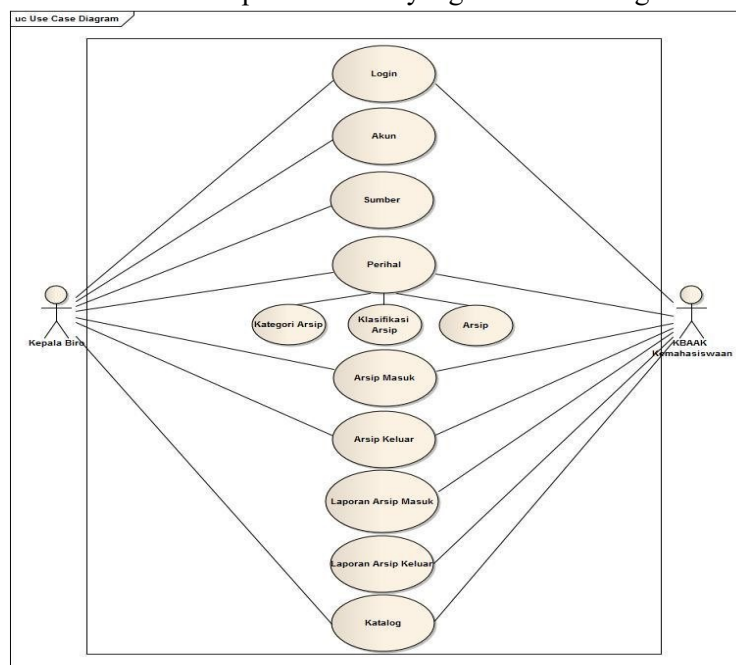 uc Use Case Diagram
Login
Akun
Sumber
Perihal
Kategori Arsip
Klasifikasi
Arsip
Arsip
Kepala Biro
KBAAK
Kemahasiswaan
Arsip Masuk
Arsip Keluar
Laporan Arsip Masuk
Laporan Arsip Keluar
Katalog